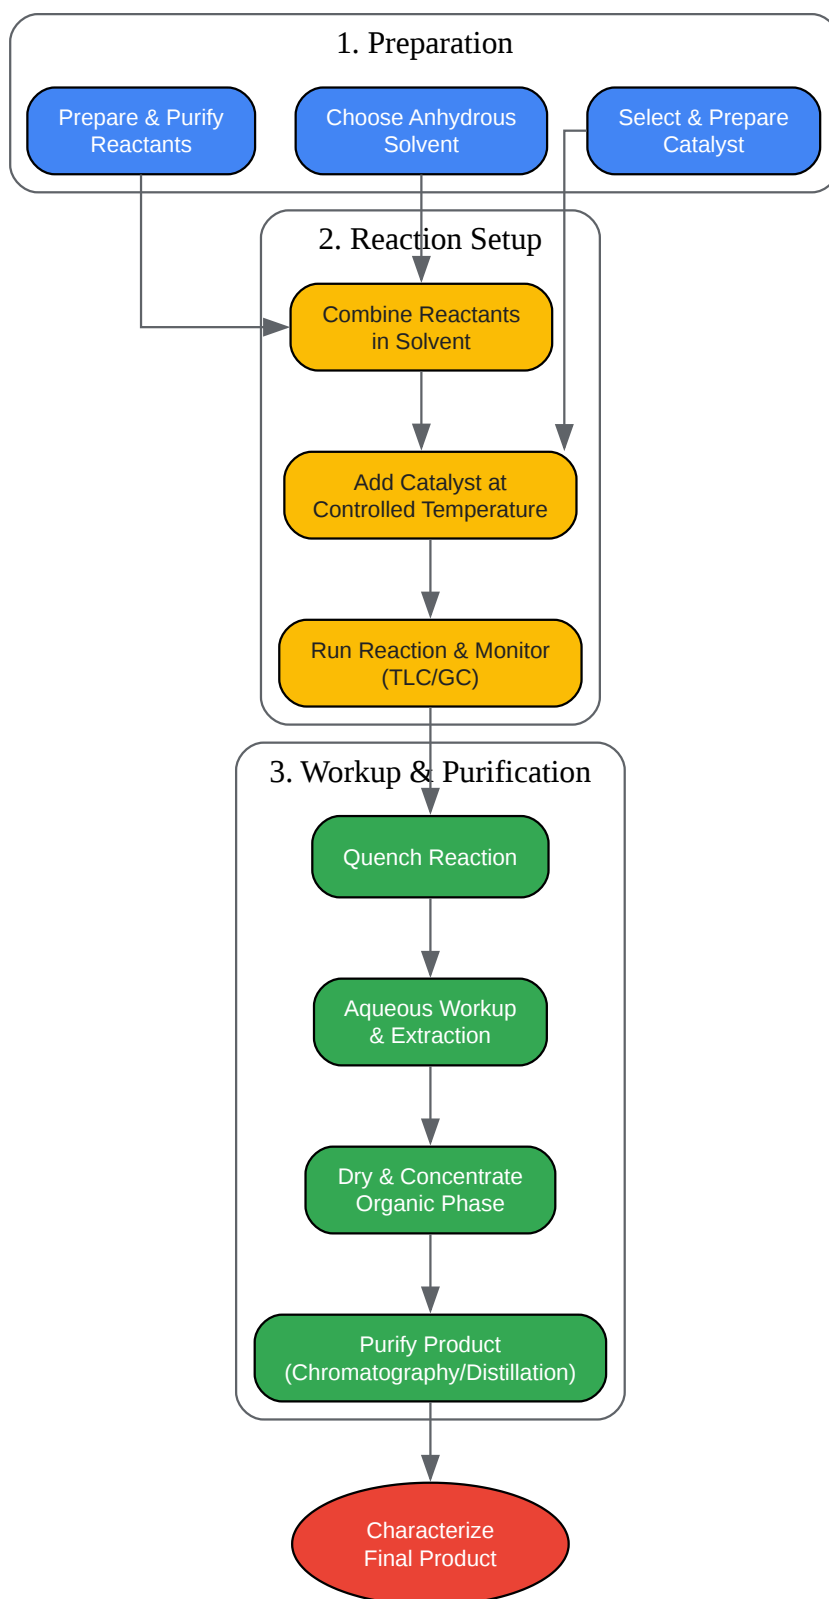 1. Preparation
Prepare & Purify
Reactants
Choose Anhydrous
Solvent
Select & Prepare
Catalyst
2. Reaction Setup
Combine Reactants
in Solvent
Add Catalyst at
Controlled Temperature
Run Reaction & Monitor
(TLC/GC)
3. Workup & Purification
Quench Reaction
Aqueous Workup
& Extraction
Dry & Concentrate
Organic Phase
Purify Product
(Chromatography/Distillation)
Characterize
Final Product